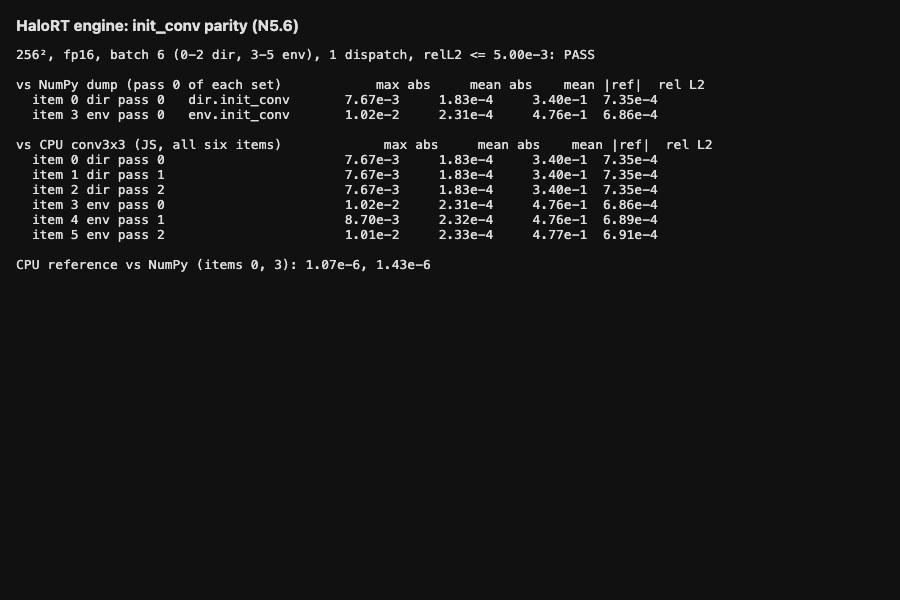 HaloRT engine: init_conv parity (N5.6)
256², fp16, batch 6 (0-2 dir, 3-5 env), 1 dispatch, relL2 <= 5.00e-3: PASS
vs NumPy dump (pass 0 of each set) max abs mean abs mean |ref| rel L2
item 0 dir pass 0 dir.init_conv 7.67e-3 1.83e-4 3.40e-1 7.35e-4
item 3 env pass 0 env.init_conv 1.02e-2 2.31e-4 4.76e-1 6.86e-4
vs CPU conv3x3 (JS, all six items) max abs mean abs mean |ref| rel L2
item 0 dir pass 0 7.67e-3 1.83e-4 3.40e-1 7.35e-4
item 1 dir pass 1 7.67e-3 1.83e-4 3.40e-1 7.35e-4
item 2 dir pass 2 7.67e-3 1.83e-4 3.40e-1 7.35e-4
item 3 env pass 0 1.02e-2 2.31e-4 4.76e-1 6.86e-4
item 4 env pass 1 8.70e-3 2.32e-4 4.76e-1 6.89e-4
item 5 env pass 2 1.01e-2 2.33e-4 4.77e-1 6.91e-4
CPU reference vs NumPy (items 0, 3): 1.07e-6, 1.43e-6